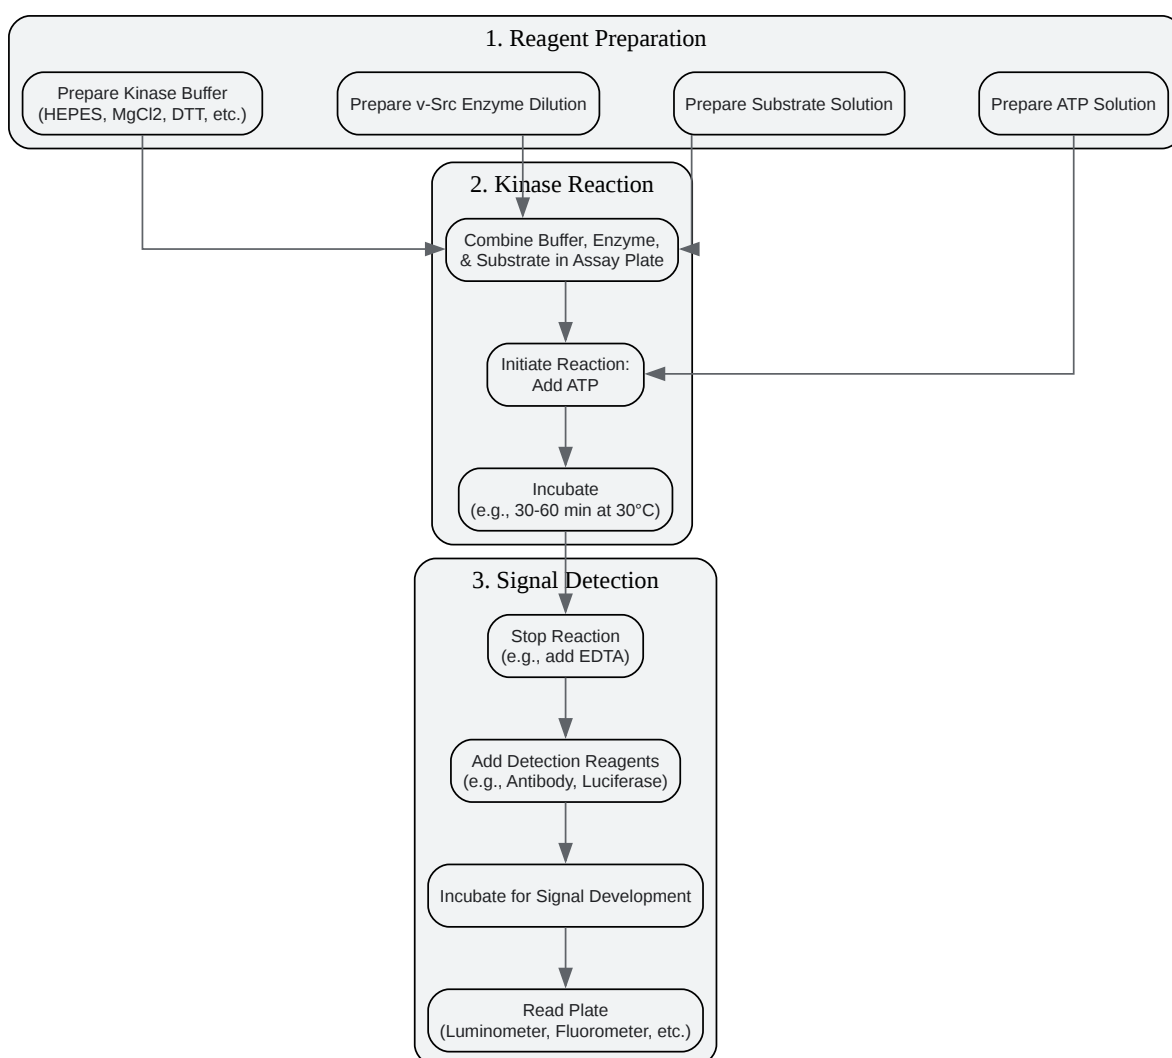 1. Reagent Preparation
Prepare Kinase Buffer
(HEPES, MgCl2, DTT, etc.)
Prepare v-Src Enzyme Dilution
Prepare Substrate Solution
Prepare ATP Solution
2. Kinase Reaction
Combine Buffer, Enzyme,
& Substrate in Assay Plate
Initiate Reaction:
Add ATP
Incubate
(e.g., 30-60 min at 30°C)
3. Signal Detection
Stop Reaction
(e.g., add EDTA)
Add Detection Reagents
(e.g., Antibody, Luciferase)
Incubate for Signal Development
Read Plate
(Luminometer, Fluorometer, etc.)